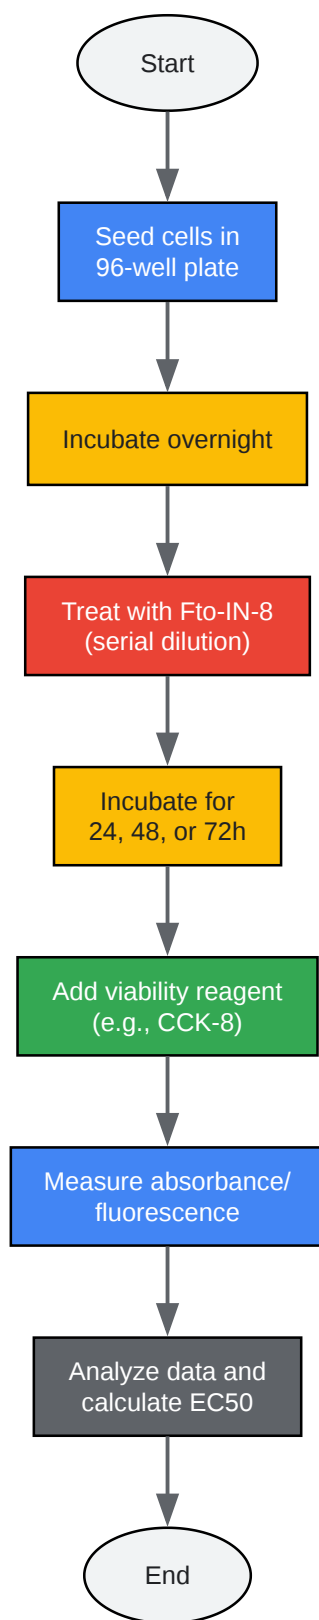 Start
Seed cells in
96-well plate
Incubate overnight
Treat with Fto-IN-8
(serial dilution)
Incubate for
24, 48, or 72h
Add viability reagent
(e.g., CCK-8)
Measure absorbance/
fluorescence
Analyze data and
calculate EC50
End